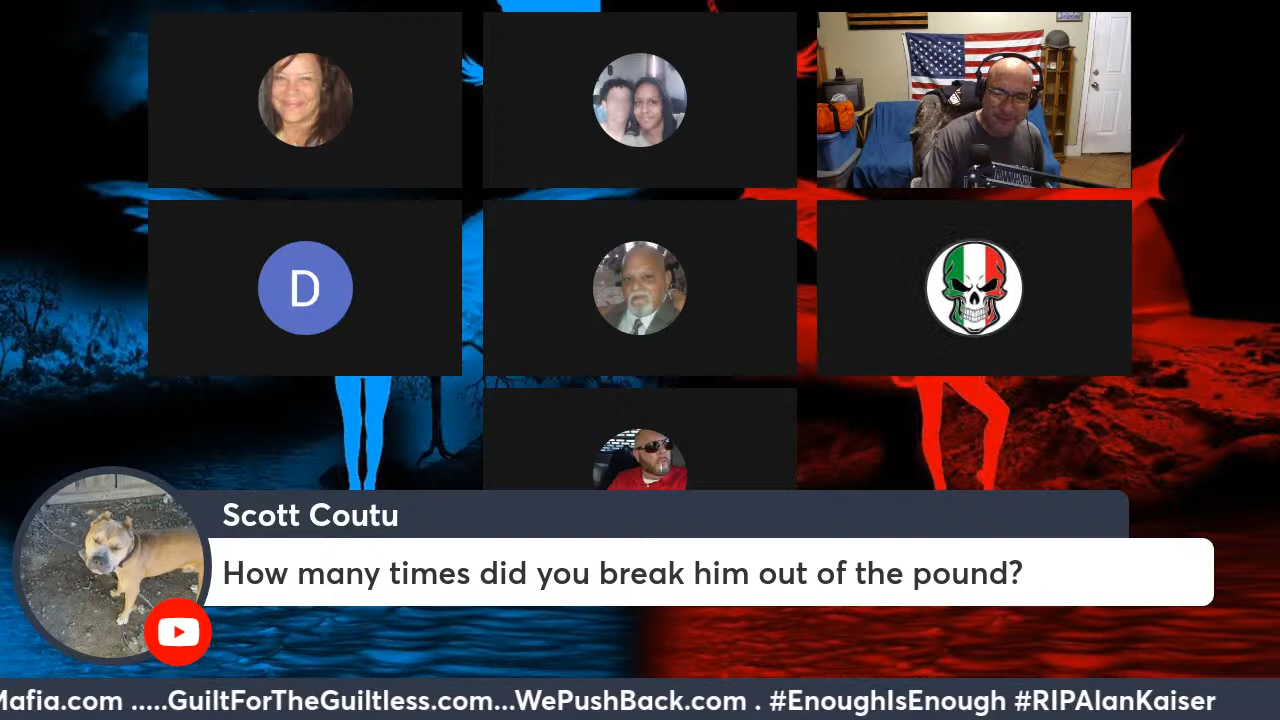 D
Scott Coutu
How many times did you break him out of the pound?
Mafia.com .....GuiltForTheGuiltless.com...WePushBack.com . #EnoughIsEnough #RIPAlanKaiser